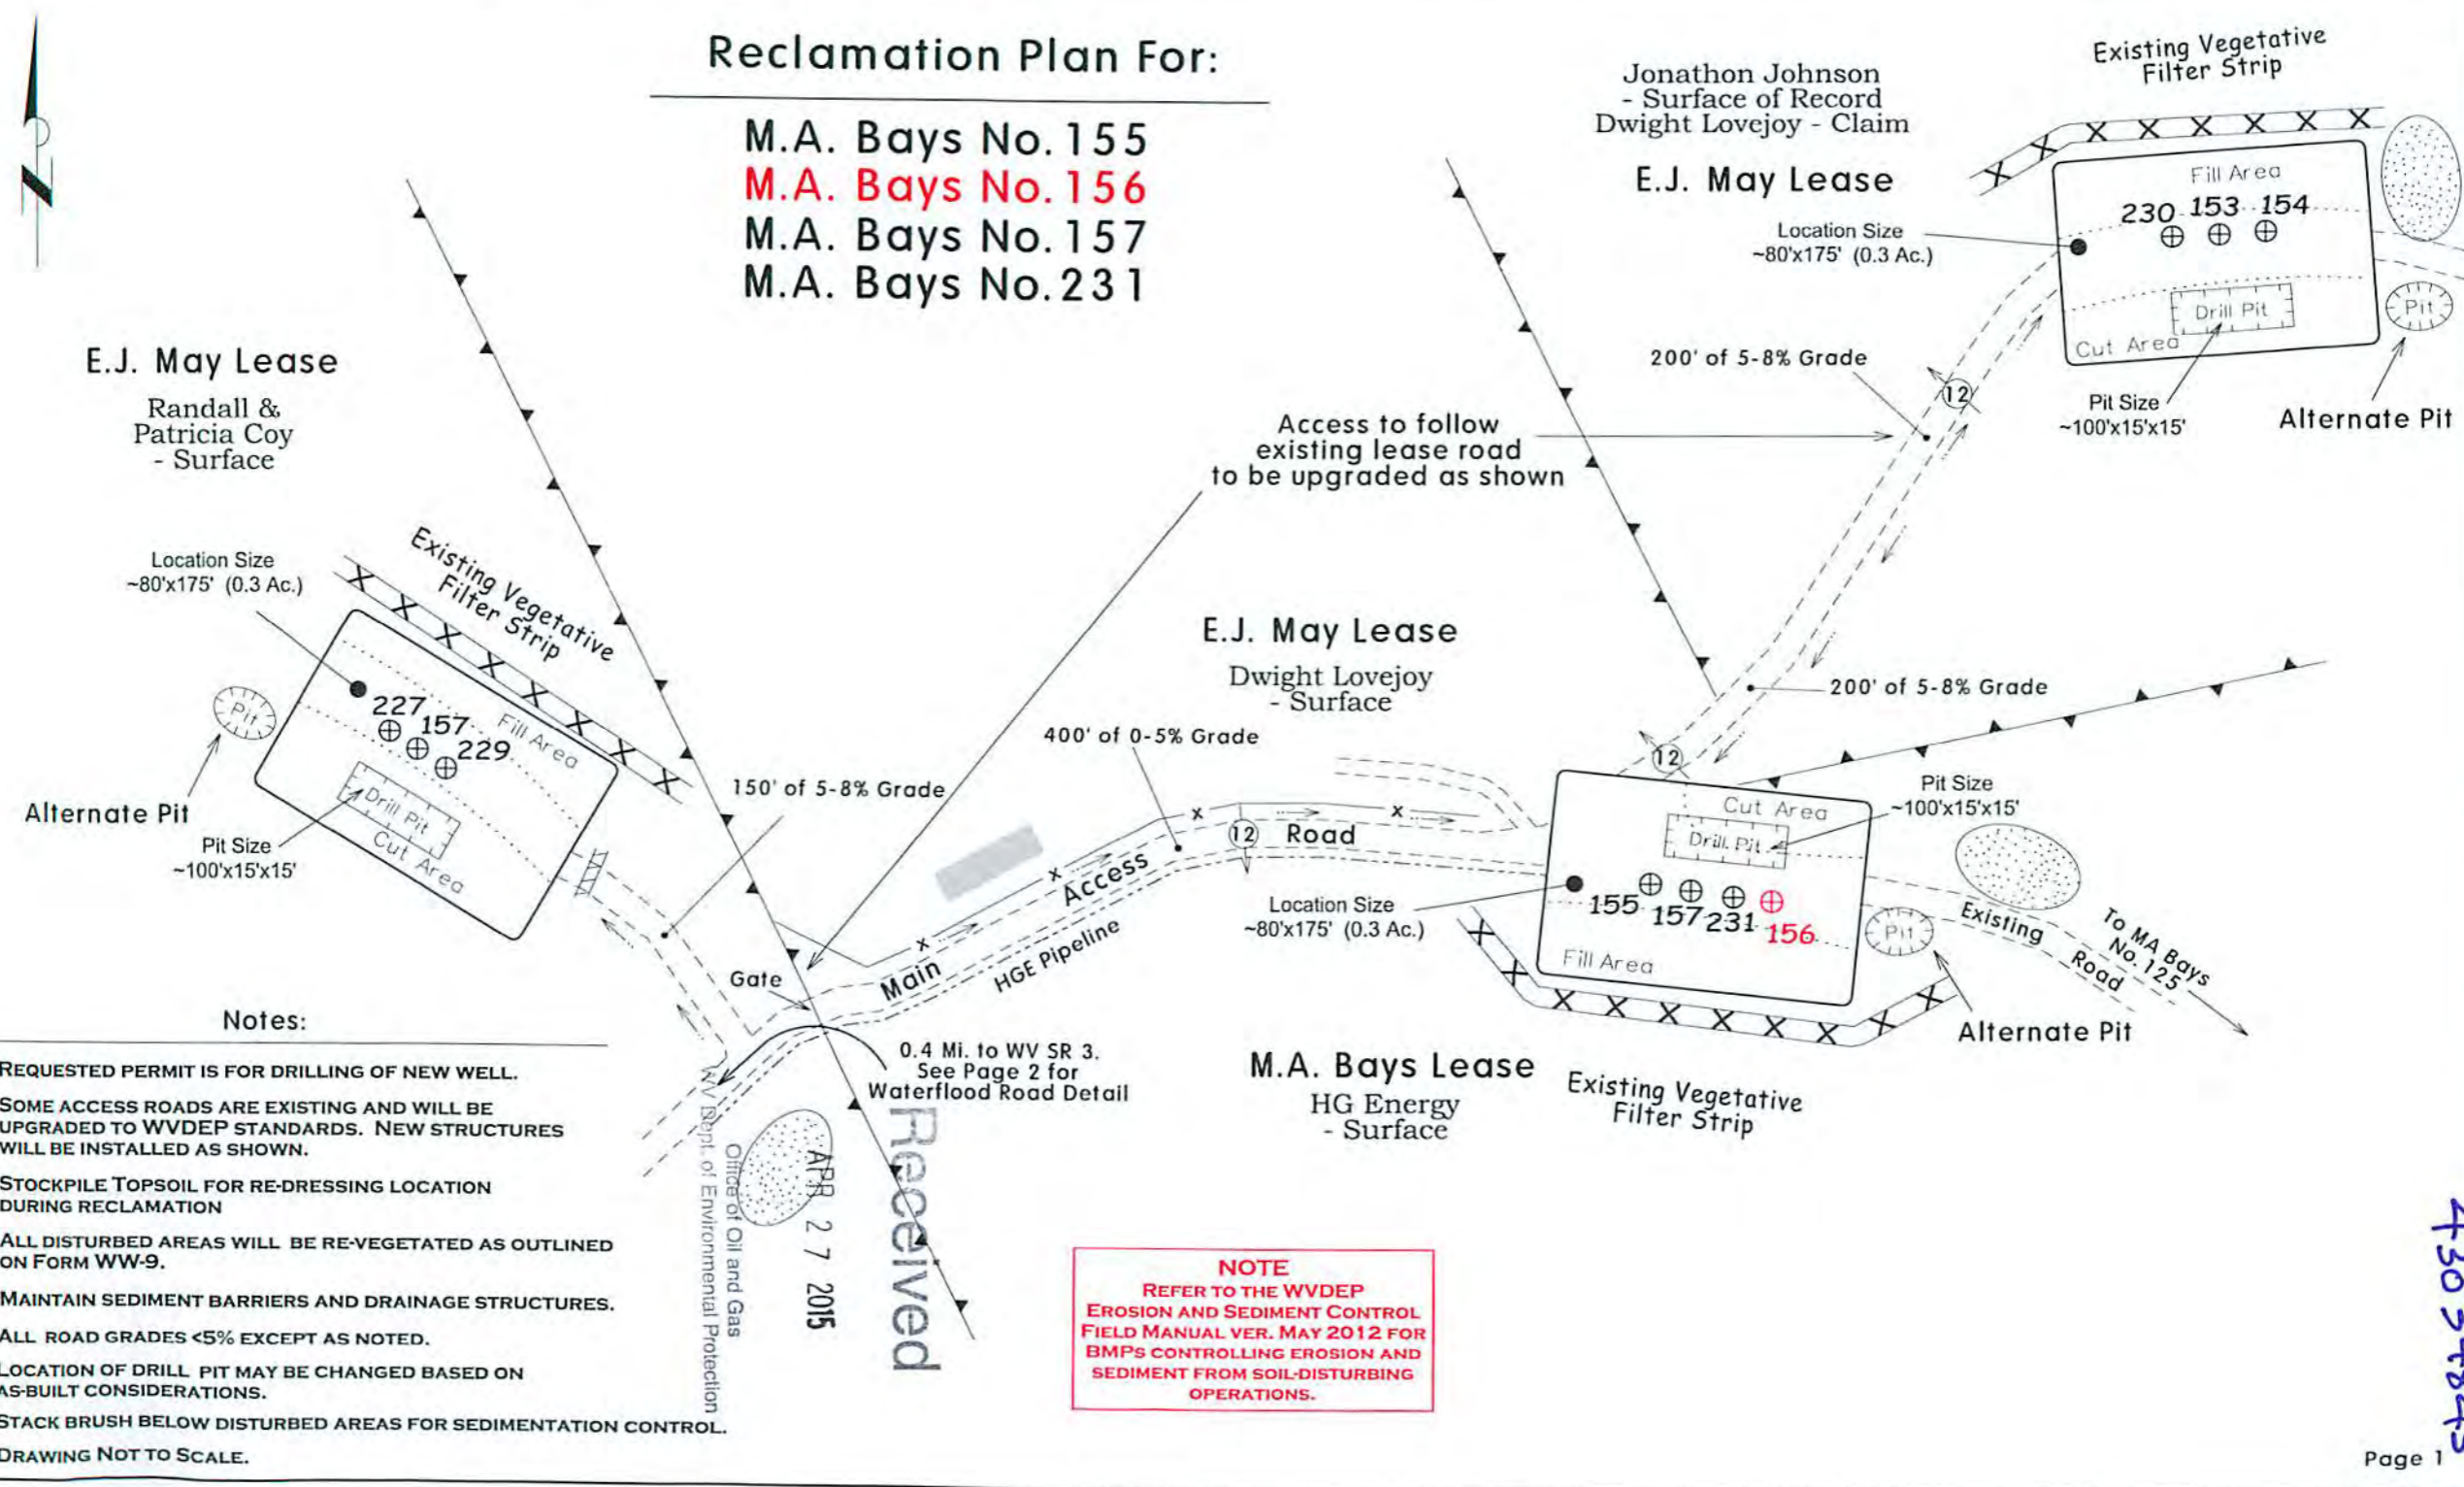 Reclamation Plan For:
M.A. Bays No. 155
M.A. Bays No. 156
M.A. Bays No. 157
M.A. Bays No. 231
N
Jonathon Johnson
- Surface of Record
Dwight Lovejoy - Claim
E.J. May Lease
Existing Vegetative
Filter Strip
Location Size
~80'x175' (0.3 Ac.)
Fill Area
230 153 154
Drill Pit
Cut Area
Pit
Pit Size
~100'x15'x15'
Alternate Pit
200' of 5-8% Grade
12
Access to follow
existing lease road
to be upgraded as shown
E.J. May Lease
Randall &
Patricia Coy
- Surface
Existing Vegetative
Filter Strip
Location Size
~80'x175' (0.3 Ac.)
227
157
229
Fill Area
Pit
Drill Pit
Cut Area
Alternate Pit
Pit Size
~100'x15'x15'
150' of 5-8% Grade
E.J. May Lease
Dwight Lovejoy
- Surface
400' of 0-5% Grade
200' of 5-8% Grade
12
12
Main Access Road
HGE Pipeline
Gate
0.4 Mi. to WV SR 3.
See Page 2 for
Waterflood Road Detail
Cut Area
Drill Pit
Pit Size
~100'x15'x15'
Location Size
~80'x175' (0.3 Ac.)
155 157 231 156
Fill Area
Pit
Existing Road
To MA Bays
No. 125
Alternate Pit
M.A. Bays Lease
HG Energy
- Surface
Existing Vegetative
Filter Strip
Notes:
REQUESTED PERMIT IS FOR DRILLING OF NEW WELL.
SOME ACCESS ROADS ARE EXISTING AND WILL BE
UPGRADED TO WVDEP STANDARDS. NEW STRUCTURES
WILL BE INSTALLED AS SHOWN.
STOCKPILE TOPSOIL FOR RE-DRESSING LOCATION
DURING RECLAMATION
ALL DISTURBED AREAS WILL BE RE-VEGETATED AS OUTLINED
ON FORM WW-9.
MAINTAIN SEDIMENT BARRIERS AND DRAINAGE STRUCTURES.
ALL ROAD GRADES <5% EXCEPT AS NOTED.
LOCATION OF DRILL PIT MAY BE CHANGED BASED ON
AS-BUILT CONSIDERATIONS.
STACK BRUSH BELOW DISTURBED AREAS FOR SEDIMENTATION CONTROL.
DRAWING NOT TO SCALE.
Received
APR 27 2015
Office of Oil and Gas
WV Dept. of Environmental Protection
NOTE
REFER TO THE WVDEP
EROSION AND SEDIMENT CONTROL
FIELD MANUAL VER. MAY 2012 FOR
BMPS CONTROLLING EROSION AND
SEDIMENT FROM SOIL-DISTURBING
OPERATIONS.
Page 1